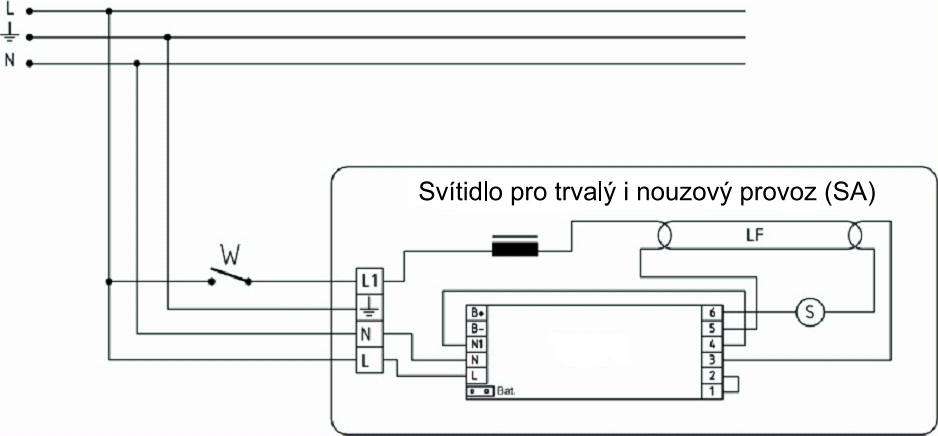 L
N
Svítidlo pro trvalý i nouzový provoz (SA)
LF
W
L1
N
L
B+
B-
N1
N
L
Bat.
6
5
4
3
2
1
S